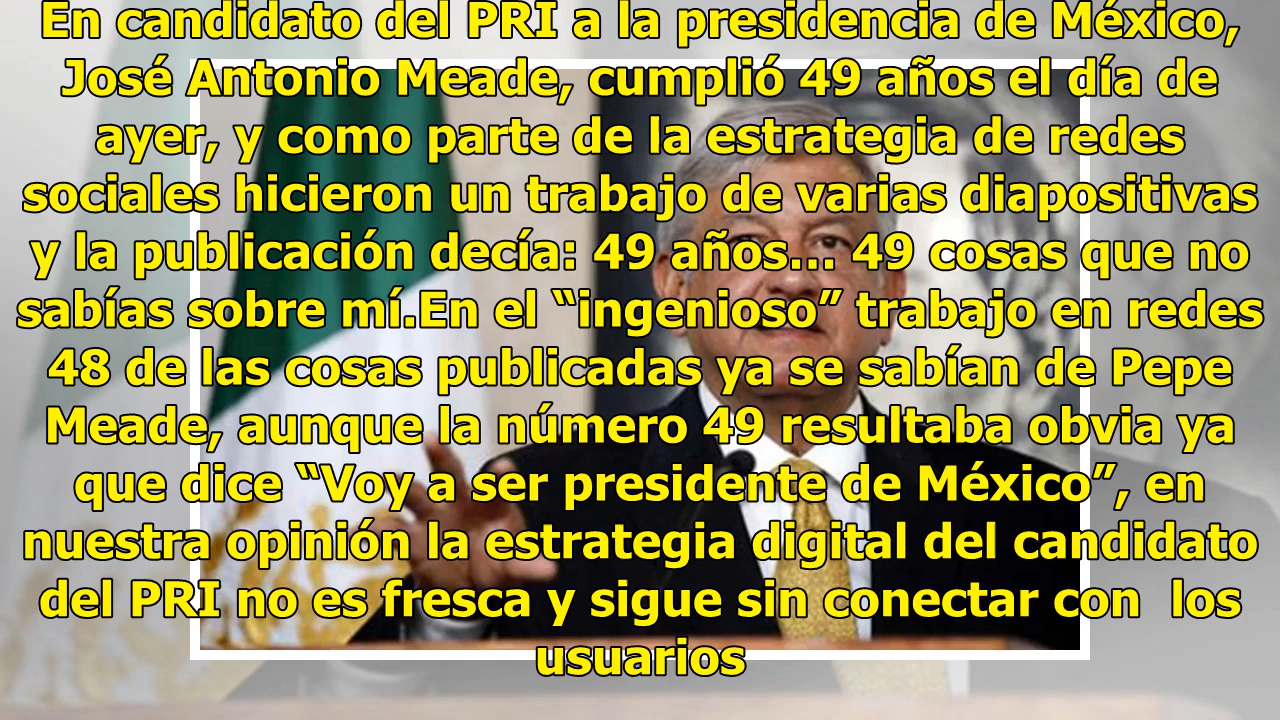 En candidato del PRI a la presidencia de México,
José Antonio Meade, cumplió 49 años el día de
ayer, y como parte de la estrategia de redes
sociales hicieron un trabajo de varias diapositivas
y la publicación decía: 49 años... 49 cosas que no
sabías sobre mí.En el “ingenioso” trabajo en redes
48 de las cosas publicadas ya se sabían de Pepe
Meade, aunque la número 49 resultaba obvia ya
que dice “Voy a ser presidente de México”, en
nuestra opinión la estrategia digital del candidato
del PRI no es fresca y sigue sin conectar con  los
usuarios